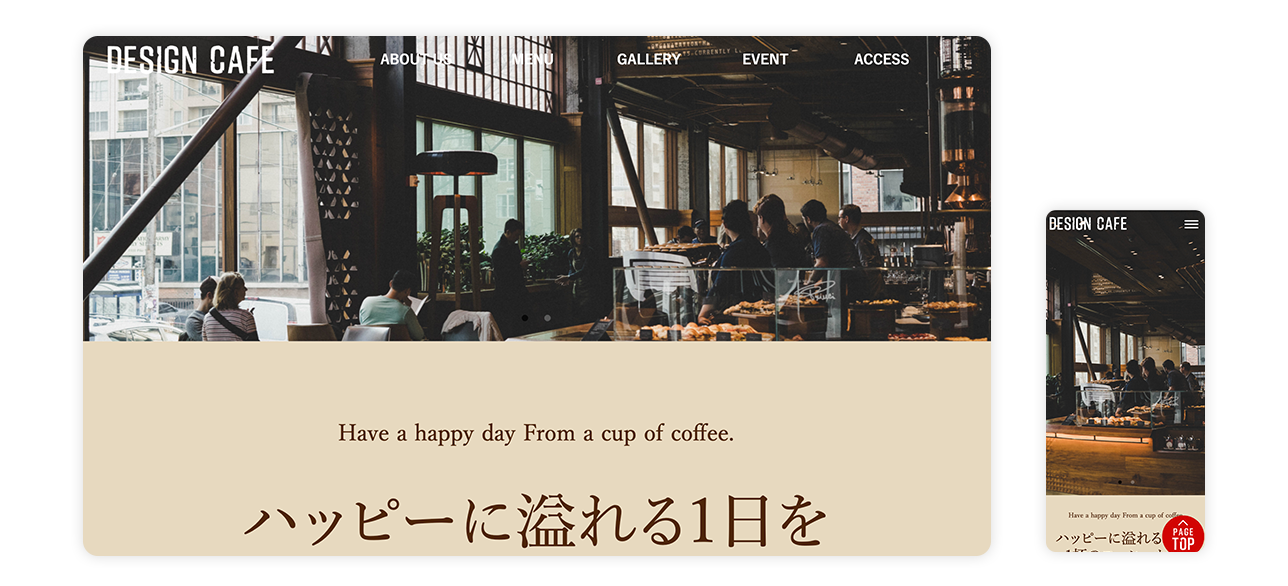 DESIGN CAFE
ABOUT US MENU GALLERY EVENT ACCESS
Have a happy day From a cup of coffee.
ハッピーに溢れる1日を
DESIGN CAFE
Have a happy day From a cup of coffee.
ハッピーに溢れる
PAGE
TOP